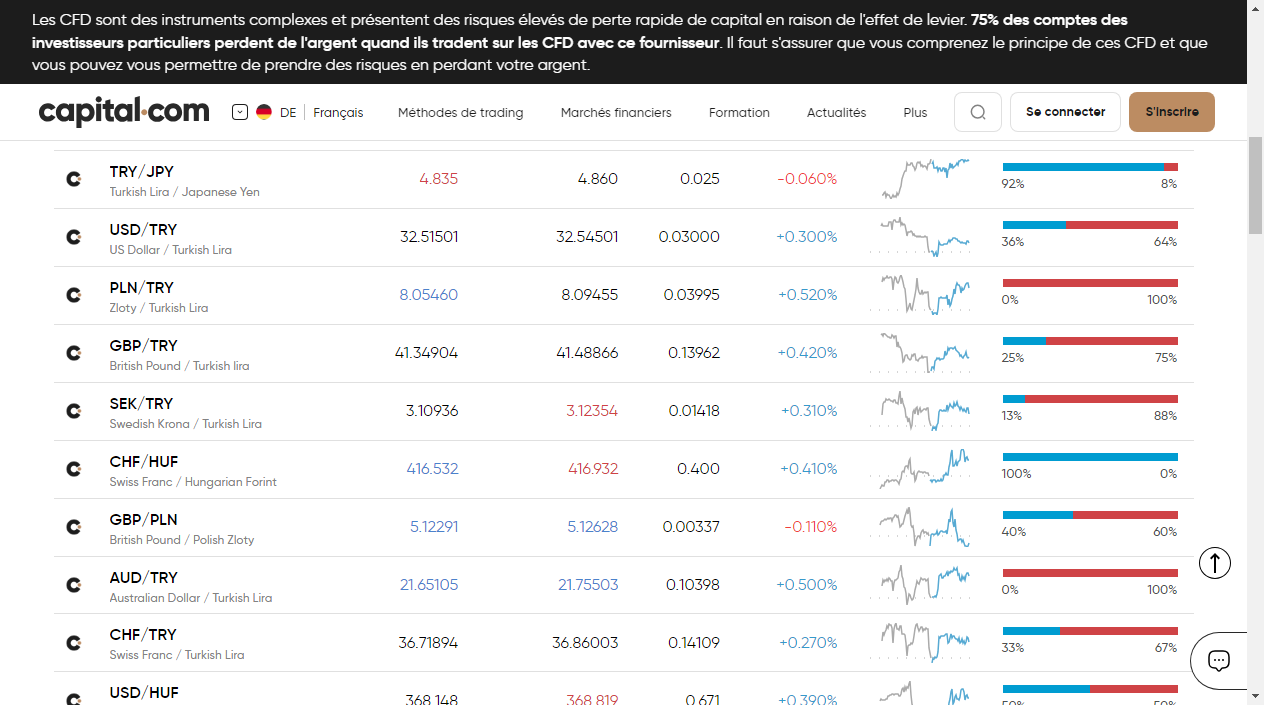 Les CFD sont des instruments complexes et présentent des risques élevés de perte rapide de capital en raison de l'effet de levier. 75% des comptes des
investisseurs particuliers perdent de l'argent quand ils tradent sur les CFD avec ce fournisseur. Il faut s'assurer que vous comprenez le principe de ces CFD et que
vous pouvez vous permettre de prendre des risques en perdant votre argent.
capital.com DE Français Méthodes de trading Marchés financiers Formation Actualités Plus Se connecter S'inscrire
TRY/JPY 4.835 4.860 0.025 -0.060%
Turkish Lira / Japanese Yen 92% 8%
USD/TRY 32.51501 32.54501 0.03000 +0.300%
US Dollar / Turkish Lira 36% 64%
PLN/TRY 8.05460 8.09455 0.03995 +0.520%
Zloty / Turkish Lira 0% 100%
GBP/TRY 41.34904 41.48866 0.13962 +0.420%
British Pound / Turkish lira 25% 75%
SEK/TRY 3.10936 3.12354 0.01418 +0.310%
Swedish Krona / Turkish Lira 13% 88%
CHF/HUF 416.532 416.932 0.400 +0.410%
Swiss Franc / Hungarian Forint 100% 0%
GBP/PLN 5.12291 5.12628 0.00337 -0.110%
British Pound / Polish Zloty 40% 60%
AUD/TRY 21.65105 21.75503 0.10398 +0.500%
Australian Dollar / Turkish Lira 0% 100%
CHF/TRY 36.71894 36.86003 0.14109 +0.270%
Swiss Franc / Turkish Lira 33% 67%
USD/HUF 368.148 368.819 0.671 +0.390%
50% 50%